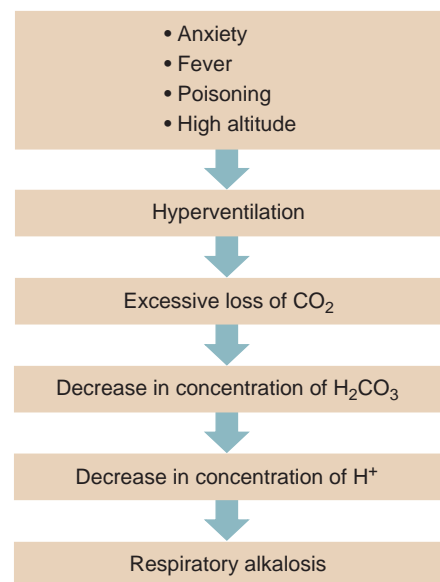 • Anxiety
• Fever
• Poisoning
• High altitude
Hyperventilation
Excessive loss of CO₂
Decrease in concentration of H₂CO₃
Decrease in concentration of H⁺
Respiratory alkalosis